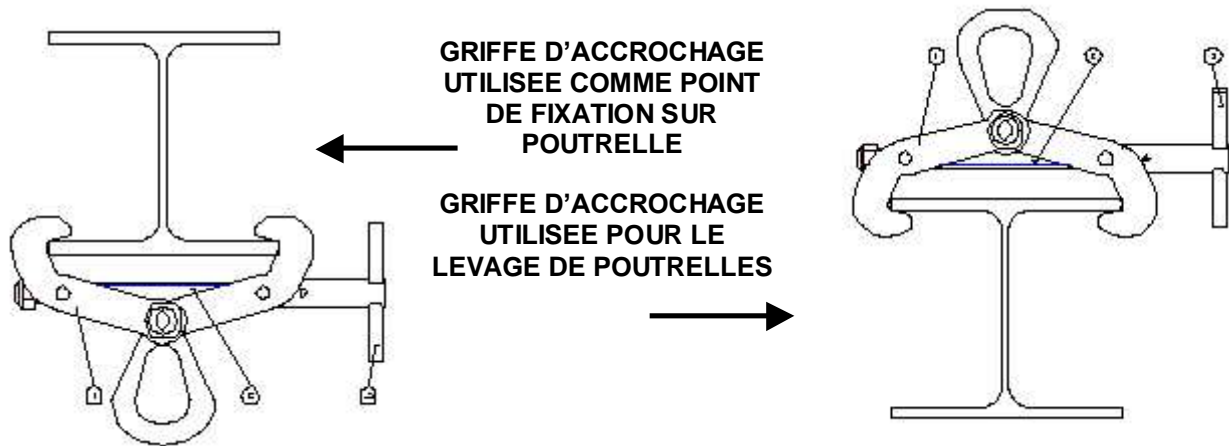 GRIFFE D’ACCROCHAGE
UTILISEE COMME POINT
DE FIXATION SUR
POUTRELLE
GRIFFE D’ACCROCHAGE
UTILISEE POUR LE
LEVAGE DE POUTRELLES